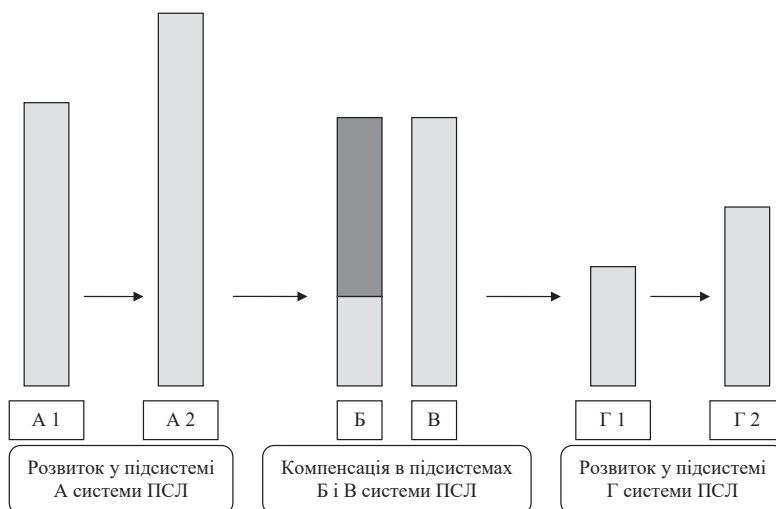 А 1
А 2
Б
В
Г 1
Г 2
Розвиток у підсистемі
А системи ПСЛ
Компенсація в підсистемах
Б і В системи ПСЛ
Розвиток у підсистемі
Г системи ПСЛ